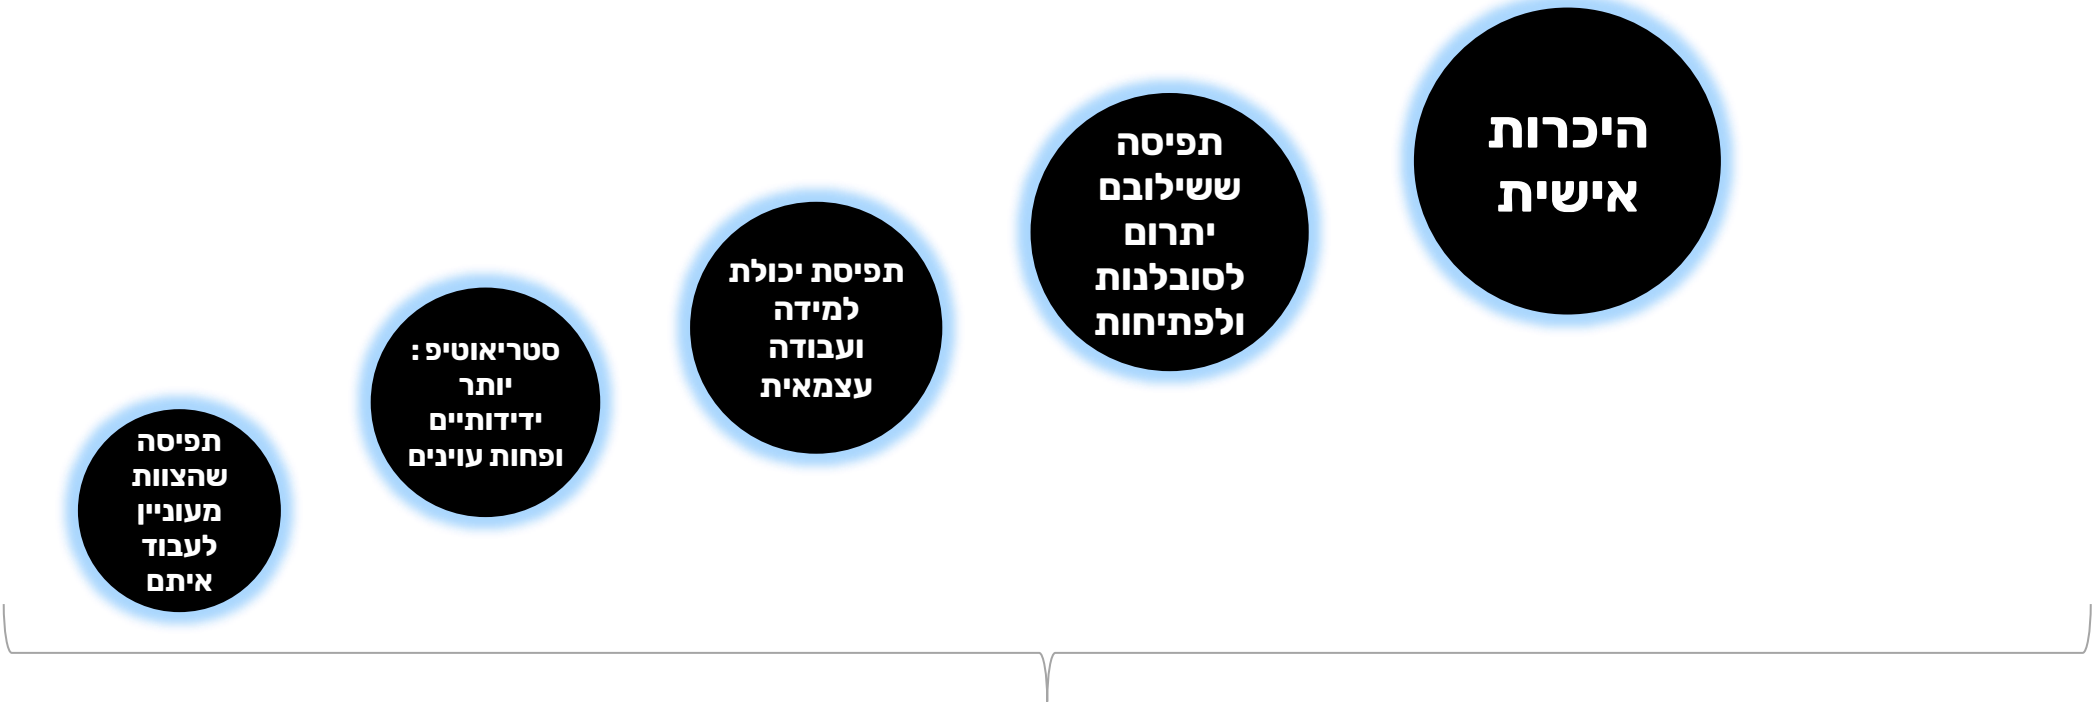 היכרות
אישית
תפיסה
ששילובם
יתרום
לסובלנות
ולפתיחות
תפיסת יכולת
למידה
ועבודה
עצמאית
סטריאוטיפ :
יותר
ידידותיים
ופחות עוינים
תפיסה
שהצוות
מעוניין
לעבוד
איתם